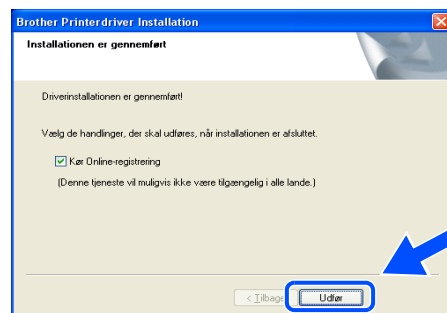 Brother Printerdriver Installation
Installationen er gennemført
Driverinstallationen er gennemført!
Vælg de handlinger, der skal udføres, når installationen er afsluttet.
Kør Online-registrering
(Denne tjeneste vil muligvis ikke være tilgængelig i alle lande.)
< Tilbage Udfør